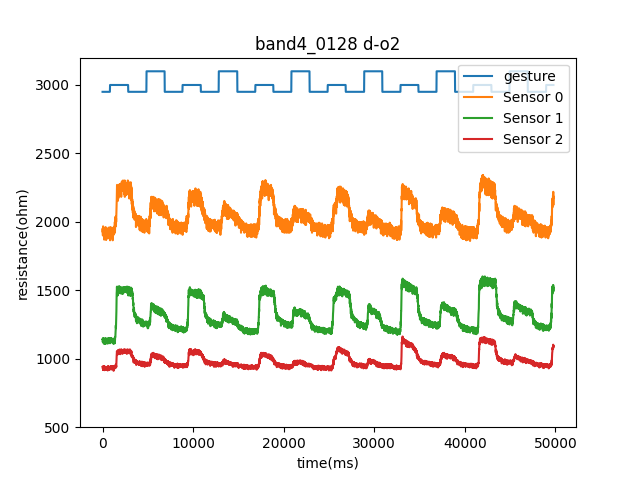 band4_0128 d-o2
gesture
Sensor 0
Sensor 1
Sensor 2
resistance(ohm)
3000
2500
2000
1500
1000
500
0
10000
20000
30000
40000
50000
time(ms)